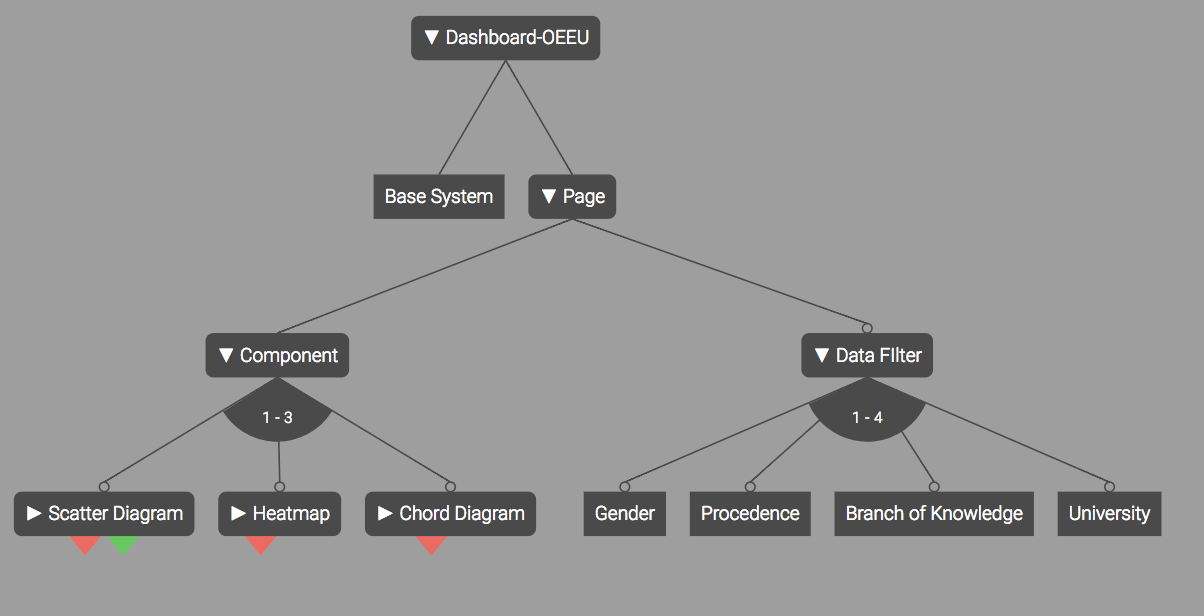 Dashboard-OEEU
Base System
Page
Component
Data FIlter
1 - 3
1 - 4
Scatter Diagram
Heatmap
Chord Diagram
Gender
Procedence
Branch of Knowledge
University